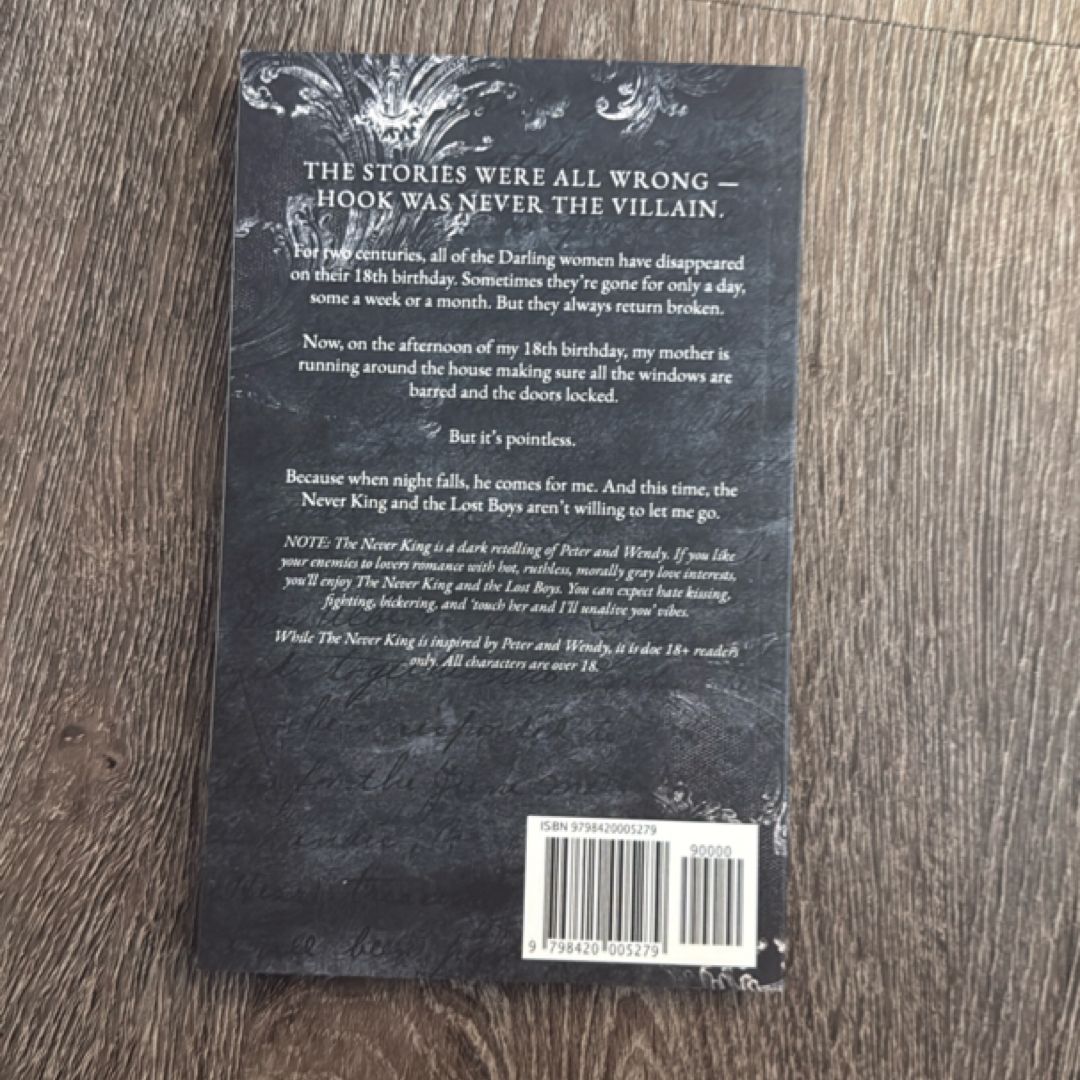 THE STORIES WERE ALL WRONG —
HOOK WAS NEVER THE VILLAIN.
For two centuries, all of the Darling women have disappeared
on their 18th birthday. Sometimes they're gone for only a day,
some a week or a month. But they always return broken.
Now, on the afternoon of my 18th birthday, my mother is
running around the house making sure all the windows are
barred and the doors locked.
But it's pointless.
Because when night falls, he comes for me. And this time, the
Never King and the Lost Boys aren't willing to let me go.
NOTE: The Never King is a dark retelling of Peter and Wendy. If you like
your enemies to lovers romance with hot, ruthless, morally gray love interests,
you'll enjoy The Never King and the Lost Boys. You can expect hate kissing,
fighting, bickering, and 'touch her and I'll unalive you' vibes.
While The Never King is inspired by Peter and Wendy, it is for 18+ readers
only. All characters are over 18.
for the
ISBN 9798420005279
90000
9 798420 005279